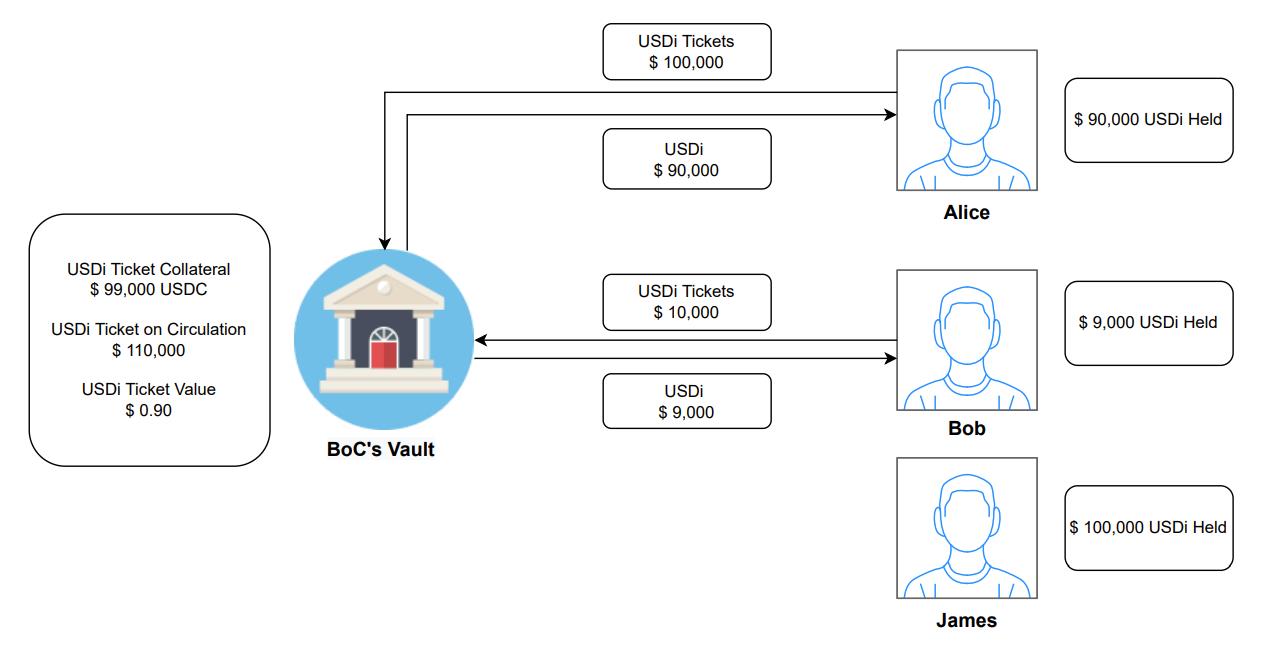 USDi Tickets
$ 100,000
USDi
$ 90,000
$ 90,000 USDi Held
Alice
USDi Ticket Collateral
$ 99,000 USDC
USDi Ticket on Circulation
$ 110,000
USDi Ticket Value
$ 0.90
BoC's Vault
USDi Tickets
$ 10,000
USDi
$ 9,000
$ 9,000 USDi Held
Bob
$ 100,000 USDi Held
James